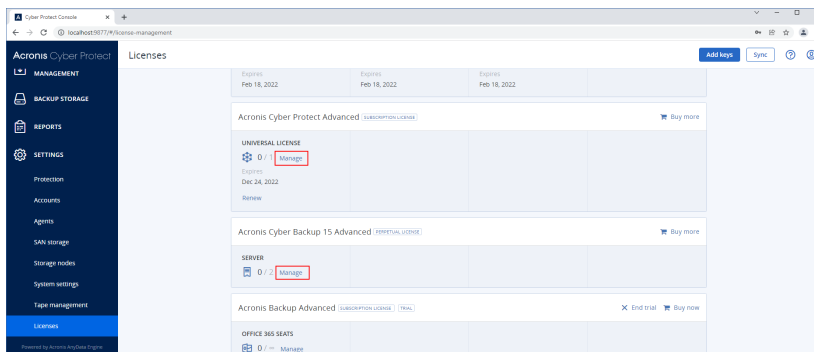 Cyber Protect Console
localhost:9877/#/license-management
Acronis Cyber Protect
Licenses
Add keys
Sync
MANAGEMENT
BACKUP STORAGE
REPORTS
SETTINGS
Protection
Accounts
Agents
SAN storage
Storage nodes
System settings
Tape management
Licenses
Powered by Acronis AnyData Engine
Expires Expires Expires
Feb 18, 2022 Feb 18, 2022 Feb 18, 2022
Acronis Cyber Protect Advanced SUBSCRIPTION LICENSE Buy more
UNIVERSAL LICENSE
0 / 1 Manage
Expires
Dec 24, 2022
Renew
Acronis Cyber Backup 15 Advanced PERPETUAL LICENSE Buy more
SERVER
0 / 2 Manage
Acronis Backup Advanced SUBSCRIPTION LICENSE TRIAL End trial Buy now
OFFICE 365 SEATS
0 / ∞ Manage